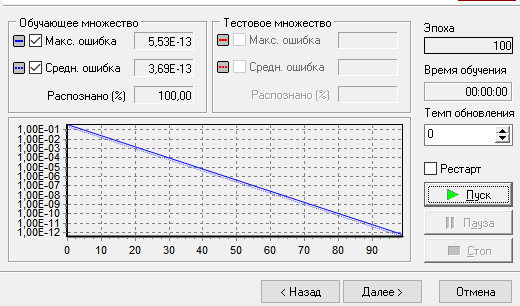 Обучающее множество
Макс. ошибка 5,53E-13
Средн. ошибка 3,69E-13
Распознано (%) 100,00
Тестовое множество
Макс. ошибка
Средн. ошибка
Распознано (%)
Эпоха
100
Время обучения
00:00:00
Темп обновления
0
Рестарт
Пуск
Пауза
Стоп
1,00E-01
1,00E-02
1,00E-03
1,00E-04
1,00E-05
1,00E-06
1,00E-07
1,00E-08
1,00E-09
1,00E-10
1,00E-11
1,00E-12
0 10 20 30 40 50 60 70 80 90
< Назад Далее > Отмена